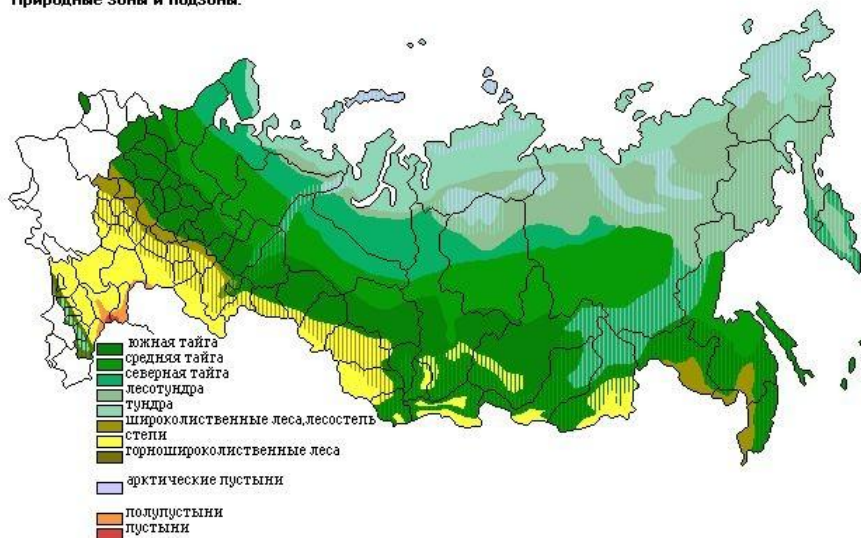 Природные зоны и подзоны.
южная тайга
средняя тайга
северная тайга
лесотундра
тундра
широколиственные леса,лесостепь
степи
горношироколиственные леса
арктические пустыни
полупустыни
пустыни